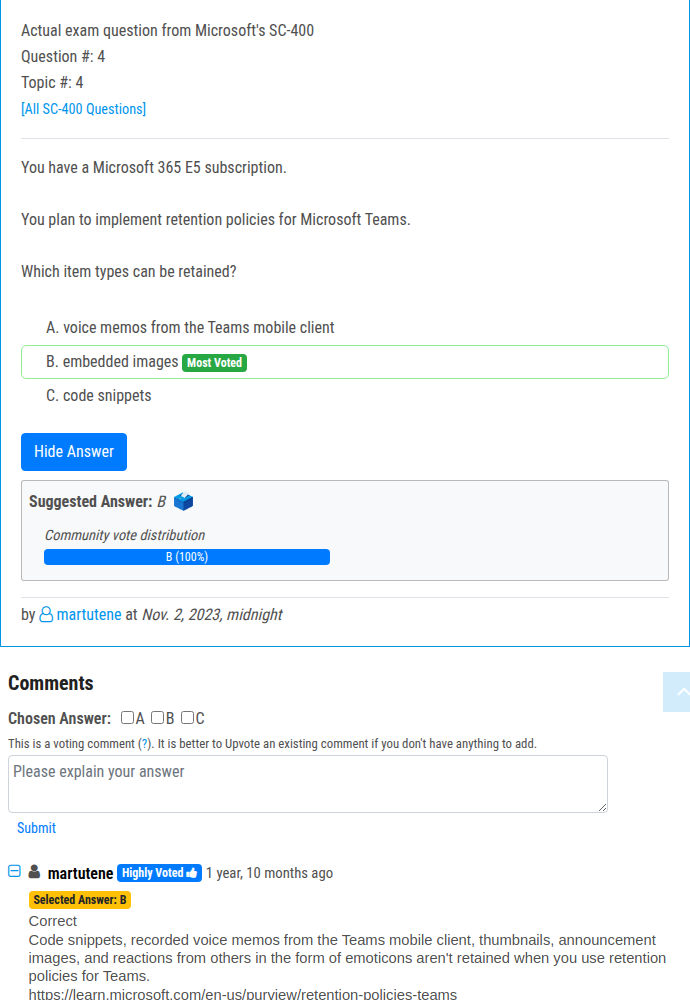 Actual exam question from Microsoft's SC-400
Question #: 4
Topic #: 4
[All SC-400 Questions]
You have a Microsoft 365 E5 subscription.
You plan to implement retention policies for Microsoft Teams.
Which item types can be retained?
A. voice memos from the Teams mobile client
B. embedded images Most Voted
C. code snippets
Hide Answer
Suggested Answer: B
Community vote distribution
B (100%)
by martutene at Nov. 2, 2023, midnight
Comments
Chosen Answer: A B C
This is a voting comment (?). It is better to Upvote an existing comment if you don't have anything to add.
Please explain your answer
Submit
martutene Highly Voted 1 year, 10 months ago
Selected Answer: B
Correct
Code snippets, recorded voice memos from the Teams mobile client, thumbnails, announcement
images, and reactions from others in the form of emoticons aren't retained when you use retention
policies for Teams.
https://learn.microsoft.com/en-us/purview/retention-policies-teams